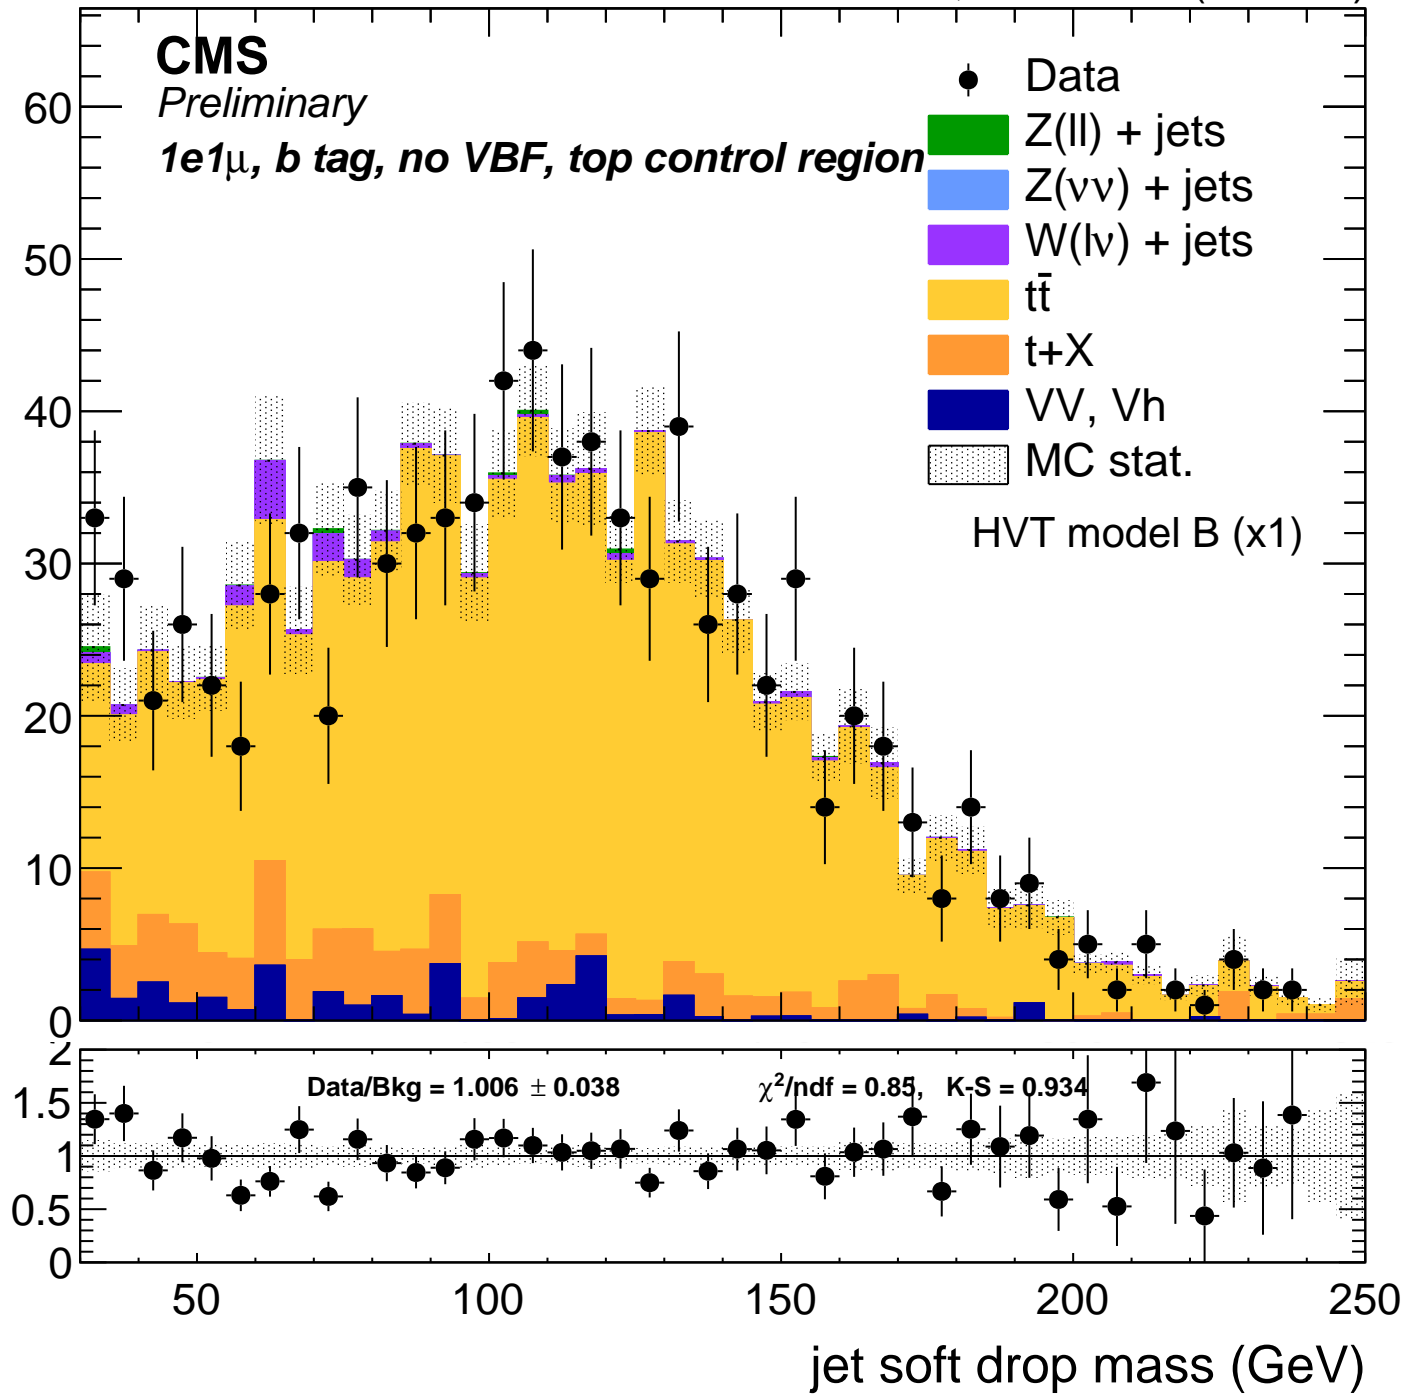 CMS
Preliminary
1e1μ, b tag, no VBF, top control region
Data
Z(ll) + jets
Z(νν) + jets
W(lν) + jets
tt̄
t+X
VV, Vh
MC stat.
HVT model B (x1)
60
50
40
30
20
10
0
Data/Bkg = 1.006 ± 0.038
χ²/ndf = 0.85, K-S = 0.934
2
1.5
1
0.5
0
50 100 150 200 250
jet soft drop mass (GeV)